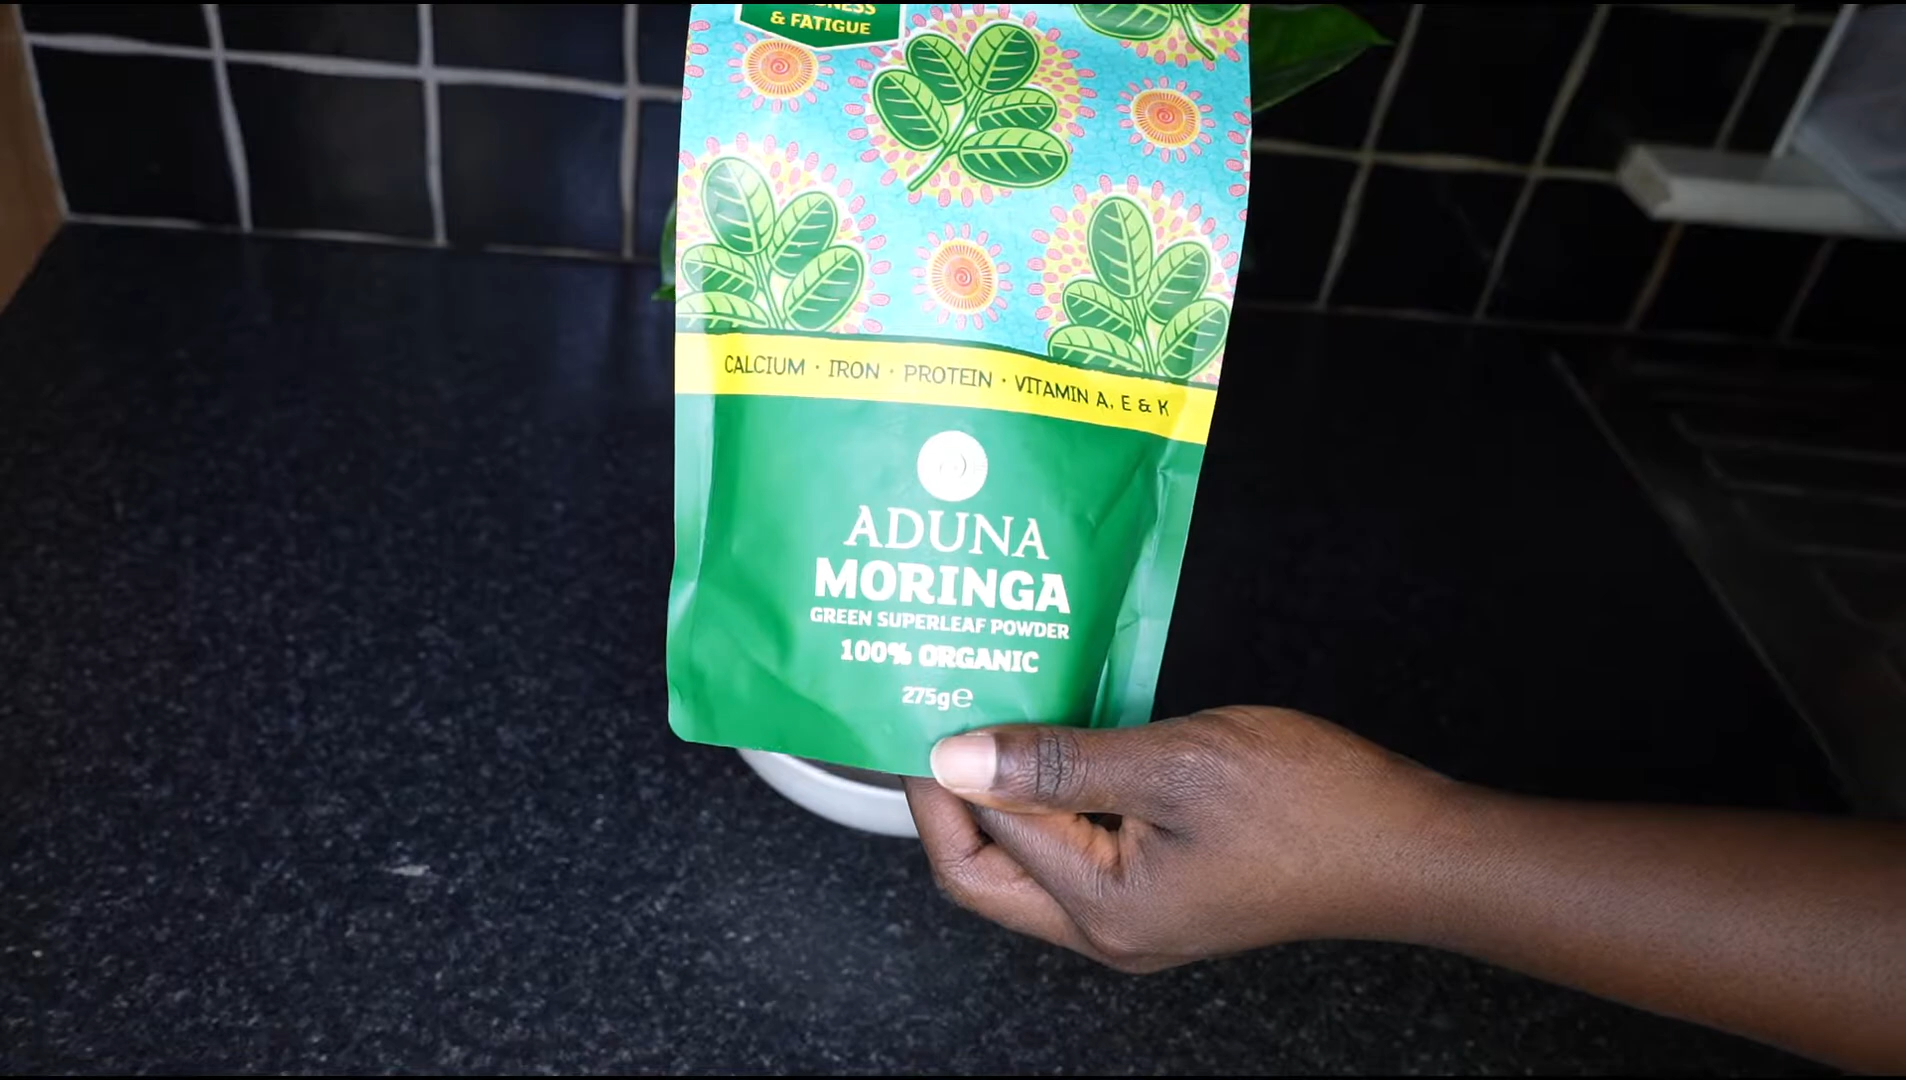 & FATIGUE
CALCIUM · IRON · PROTEIN · VITAMIN A, E & K
ADUNA
MORINGA
GREEN SUPERLEAF POWDER
100% ORGANIC
275g℮